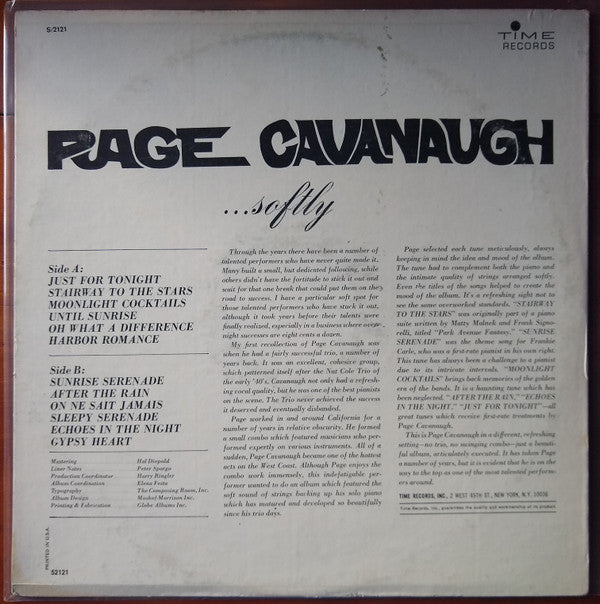 S/2121
TIME
RECORDS
PAGE CAVANAUGH
...softly
Side A:
JUST FOR TONIGHT
STAIRWAY TO THE STARS
MOONLIGHT COCKTAILS
UNTIL SUNRISE
OH WHAT A DIFFERENCE
HARBOR ROMANCE
Side B:
SUNRISE SERENADE
AFTER THE RAIN
ON NE SAIT JAMAIS
SLEEPY SERENADE
ECHOES IN THE NIGHT
GYPSY HEART
Mastering Hal Diepold
Liner Notes Peter Spargo
Production Coordinator Harry Ringler
Album Coordination Elena Festa
Typography The Composing Room, Inc.
Album Design Maskof-Morrison Inc.
Printing & Fabrication Globe Albums Inc.
Through the years there have been a number of
talented performers who have never quite made it.
Many built a small, but dedicated following, while
others didn't have the fortitude to stick it out and
wait for that one break that could put them on the
road to success. I have a particular soft spot for
those talented performers who have stuck it out,
although it took years before their talents were
finally realized, especially in a business where over-
night successes are eight cents a dozen.
My first recollection of Page Cavanaugh was
when he had a fairly successful trio, a number of
years back. It was an excellent, cohesive group,
which patterned itself after the Nat Cole Trio of
the early '40's. Cavanaugh not only had a refresh-
ing vocal quality, but he was one of the best pianists
on the scene. The Trio never achieved the success
it deserved and eventually disbanded.
Page worked in and around California for a
number of years in relative obscurity. He formed
a small combo which featured musicians who per-
formed expertly on various instruments. All of a
sudden, Page Cavanaugh became one of the hottest
acts on the West Coast. Although Page enjoys the
combo work immensely, this indefatigable per-
former wanted to do an album which featured the
soft sound of strings backing up his solo piano
which has matured and developed so beautifully
since his trio days.
Page selected each tune meticulously, always
keeping in mind the idea and mood of the album.
The tune had to complement both the piano and
the intimate quality of strings arranged softly.
Even the titles of the songs helped to create the
mood of the album. It's a refreshing sight not to
see the same overworked standards. "STAIRWAY
TO THE STARS" was originally part of a piano
suite written by Matty Malnek and Frank Signo-
relli, titled "Park Avenue Fantasy." "SUNRISE
SERENADE" was the theme song for Frankie
Carle, who was a first-rate pianist in his own right.
This tune has always been a challenge to a pianist
due to its intricate intervals. "MOONLIGHT
COCKTAILS" brings back memories of the golden
era of the bands. It is a haunting tune which has
been neglected. "AFTER THE RAIN," "ECHOES
IN THE NIGHT." "JUST FOR TONIGHT"—all
great tunes which receive first-rate treatments by
Page Cavanaugh.
This is Page Cavanaugh in a different, refreshing
setting—no trio, no swinging combo—just a beauti-
ful album, articulately executed. It has taken Page
a number of years, but it is evident that he is on the
way to the top as one of the most talented perform-
ers around.
TIME RECORDS, INC., 2 WEST 45TH ST., NEW YORK, N.Y. 10036
Time Records, Inc., guarantees the quality and workmanship of its product.
PRINTED IN U.S.A.
S2121